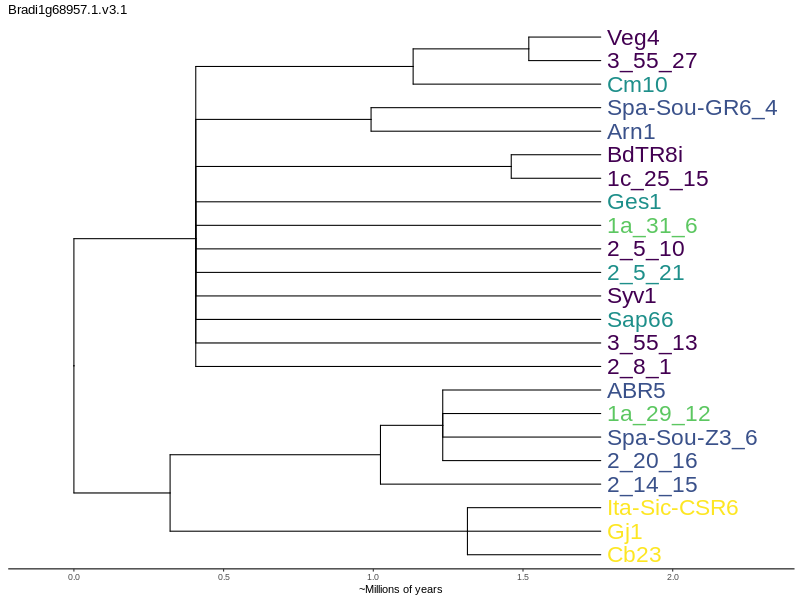 Bradi1g68957.1.v3.1
Veg4
3_55_27
Cm10
Spa-Sou-GR6_4
Arn1
BdTR8i
1c_25_15
Ges1
1a_31_6
2_5_10
2_5_21
Syv1
Sap66
3_55_13
2_8_1
ABR5
1a_29_12
Spa-Sou-Z3_6
2_20_16
2_14_15
Ita-Sic-CSR6
Gj1
Cb23
0.0 0.5 1.0 1.5 2.0
~Millions of years